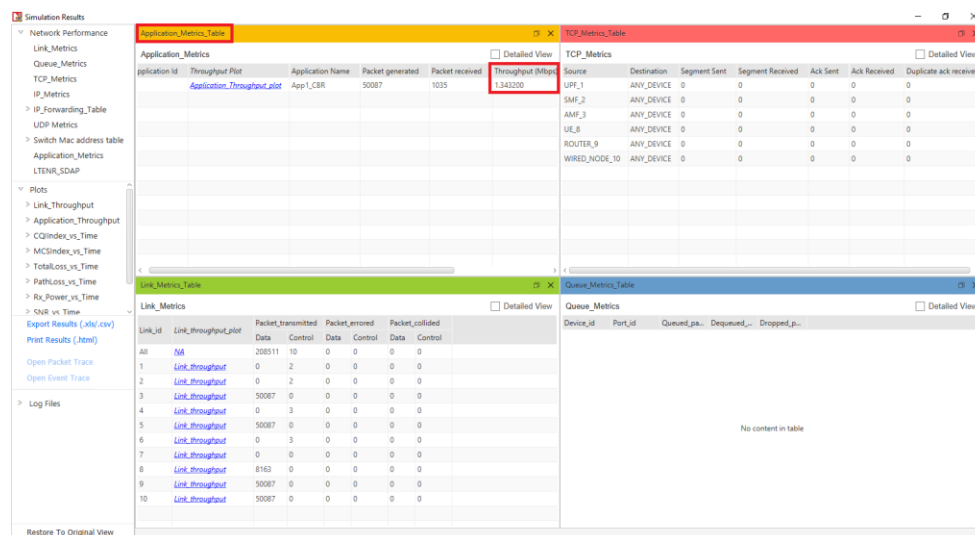 Simulation Results
Network Performance
Link_Metrics
Queue_Metrics
TCP_Metrics
IP_Metrics
> IP_Forwarding_Table
UDP Metrics
> Switch Mac address table
Application_Metrics
LTENR_SDAP
Plots
> Link_Throughput
> Application_Throughput
> CQIIndex_vs_Time
> MCSIndex_vs_Time
> TotalLoss_vs_Time
> PathLoss_vs_Time
> Rx_Power_vs_Time
> SNR_vs_Time
Export Results (.xls/.csv)
Print Results (.html)
Open Packet Trace
Open Event Trace
> Log Files
Restore To Original View
Application_Metrics_Table
Application_Metrics Detailed View
pplication Id Throughput Plot Application Name Packet generated Packet received Throughput (Mbps)
Application_Throughput_plot App1_CBR 50087 1035 1.343200
TCP_Metrics_Table
TCP_Metrics Detailed View
Source Destination Segment Sent Segment Received Ack Sent Ack Received Duplicate ack receive
UPF_1 ANY_DEVICE 0 0 0 0 0
SMF_2 ANY_DEVICE 0 0 0 0 0
AMF_3 ANY_DEVICE 0 0 0 0 0
UE_8 ANY_DEVICE 0 0 0 0 0
ROUTER_9 ANY_DEVICE 0 0 0 0 0
WIRED_NODE_10 ANY_DEVICE 0 0 0 0 0
Link_Metrics_Table
Link_Metrics Detailed View
Link_id Link_throughput_plot Packet_transmitted Packet_errored Packet_collided
Data Control Data Control Data Control
All NA 208511 10 0 0 0 0
1 Link_throughput 0 2 0 0 0 0
2 Link_throughput 0 2 0 0 0 0
3 Link_throughput 50087 0 0 0 0 0
4 Link_throughput 0 3 0 0 0 0
5 Link_throughput 50087 0 0 0 0 0
6 Link_throughput 0 3 0 0 0 0
7 Link_throughput 0 0 0 0 0 0
8 Link_throughput 8163 0 0 0 0 0
9 Link_throughput 50087 0 0 0 0 0
10 Link_throughput 50087 0 0 0 0 0
Queue_Metrics_Table
Queue_Metrics Detailed View
Device_id Port_id Queued_pa... Dequeued_... Dropped_p...
No content in table